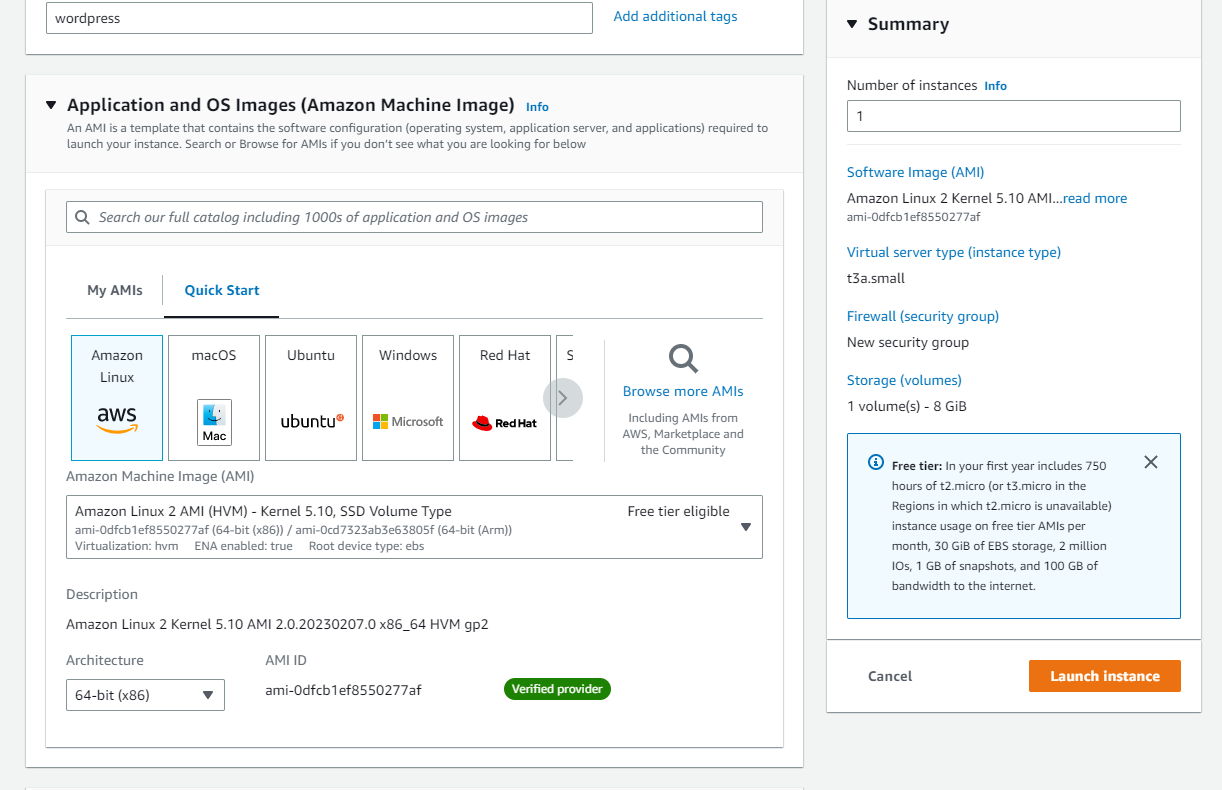 wordpress
Add additional tags
Application and OS Images (Amazon Machine Image) Info
An AMI is a template that contains the software configuration (operating system, application server, and applications) required to
launch your instance. Search or Browse for AMIs if you don't see what you are looking for below
Search our full catalog including 1000s of application and OS images
My AMIs
Quick Start
Amazon
Linux
aws
macOS
Mac
Ubuntu
ubuntu
Windows
Microsoft
Red Hat
Red Hat
S
Browse more AMIs
Including AMIs from
AWS, Marketplace and
the Community
Amazon Machine Image (AMI)
Amazon Linux 2 AMI (HVM) - Kernel 5.10, SSD Volume Type
Free tier eligible
ami-0dfcb1ef8550277af (64-bit (x86)) / ami-0cd7323ab3e63805f (64-bit (Arm))
Virtualization: hvm ENA enabled: true Root device type: ebs
Description
Amazon Linux 2 Kernel 5.10 AMI 2.0.20230207.0 x86_64 HVM gp2
Architecture
AMI ID
64-bit (x86)
ami-0dfcb1ef8550277af
Verified provider
Summary
Number of instances Info
1
Software Image (AMI)
Amazon Linux 2 Kernel 5.10 AMI...read more
ami-0dfcb1ef8550277af
Virtual server type (instance type)
t3a.small
Firewall (security group)
New security group
Storage (volumes)
1 volume(s) - 8 GiB
Free tier: In your first year includes 750
hours of t2.micro (or t3.micro in the
Regions in which t2.micro is unavailable)
instance usage on free tier AMIs per
month, 30 GiB of EBS storage, 2 million
IOs, 1 GB of snapshots, and 100 GB of
bandwidth to the internet.
Cancel
Launch instance